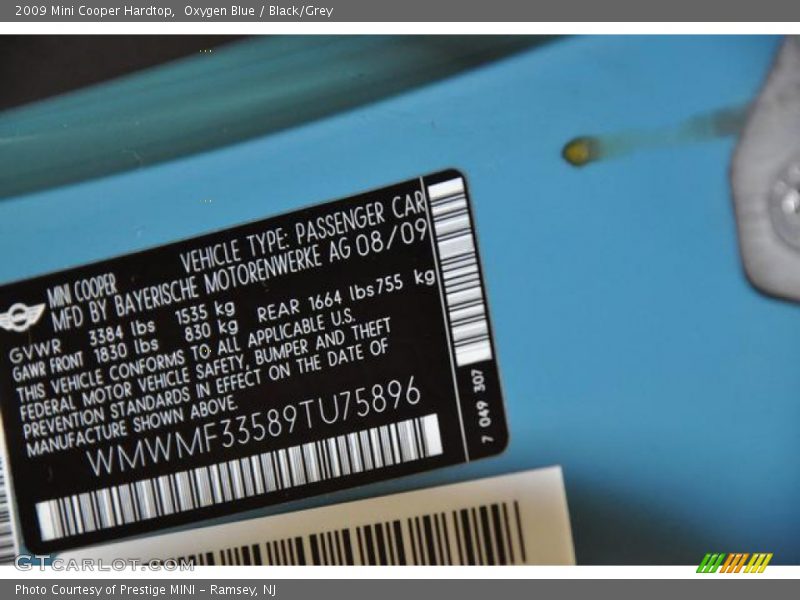 2009 Mini Cooper Hardtop, Oxygen Blue / Black/Grey
MINI COOPER
VEHICLE TYPE: PASSENGER CAR
MFD BY BAYERISCHE MOTORENWERKE AG 08/09
GVWR 3384 lbs 1535 kg
GAWR FRONT 1830 lbs 830 kg REAR 1664 lbs 755 kg
THIS VEHICLE CONFORMS TO ALL APPLICABLE U.S.
FEDERAL MOTOR VEHICLE SAFETY, BUMPER AND THEFT
PREVENTION STANDARDS IN EFFECT ON THE DATE OF
MANUFACTURE SHOWN ABOVE.
WMWMF33589TU75896
7 049 307
GTCARLOT.COM
Photo Courtesy of Prestige MINI - Ramsey, NJ